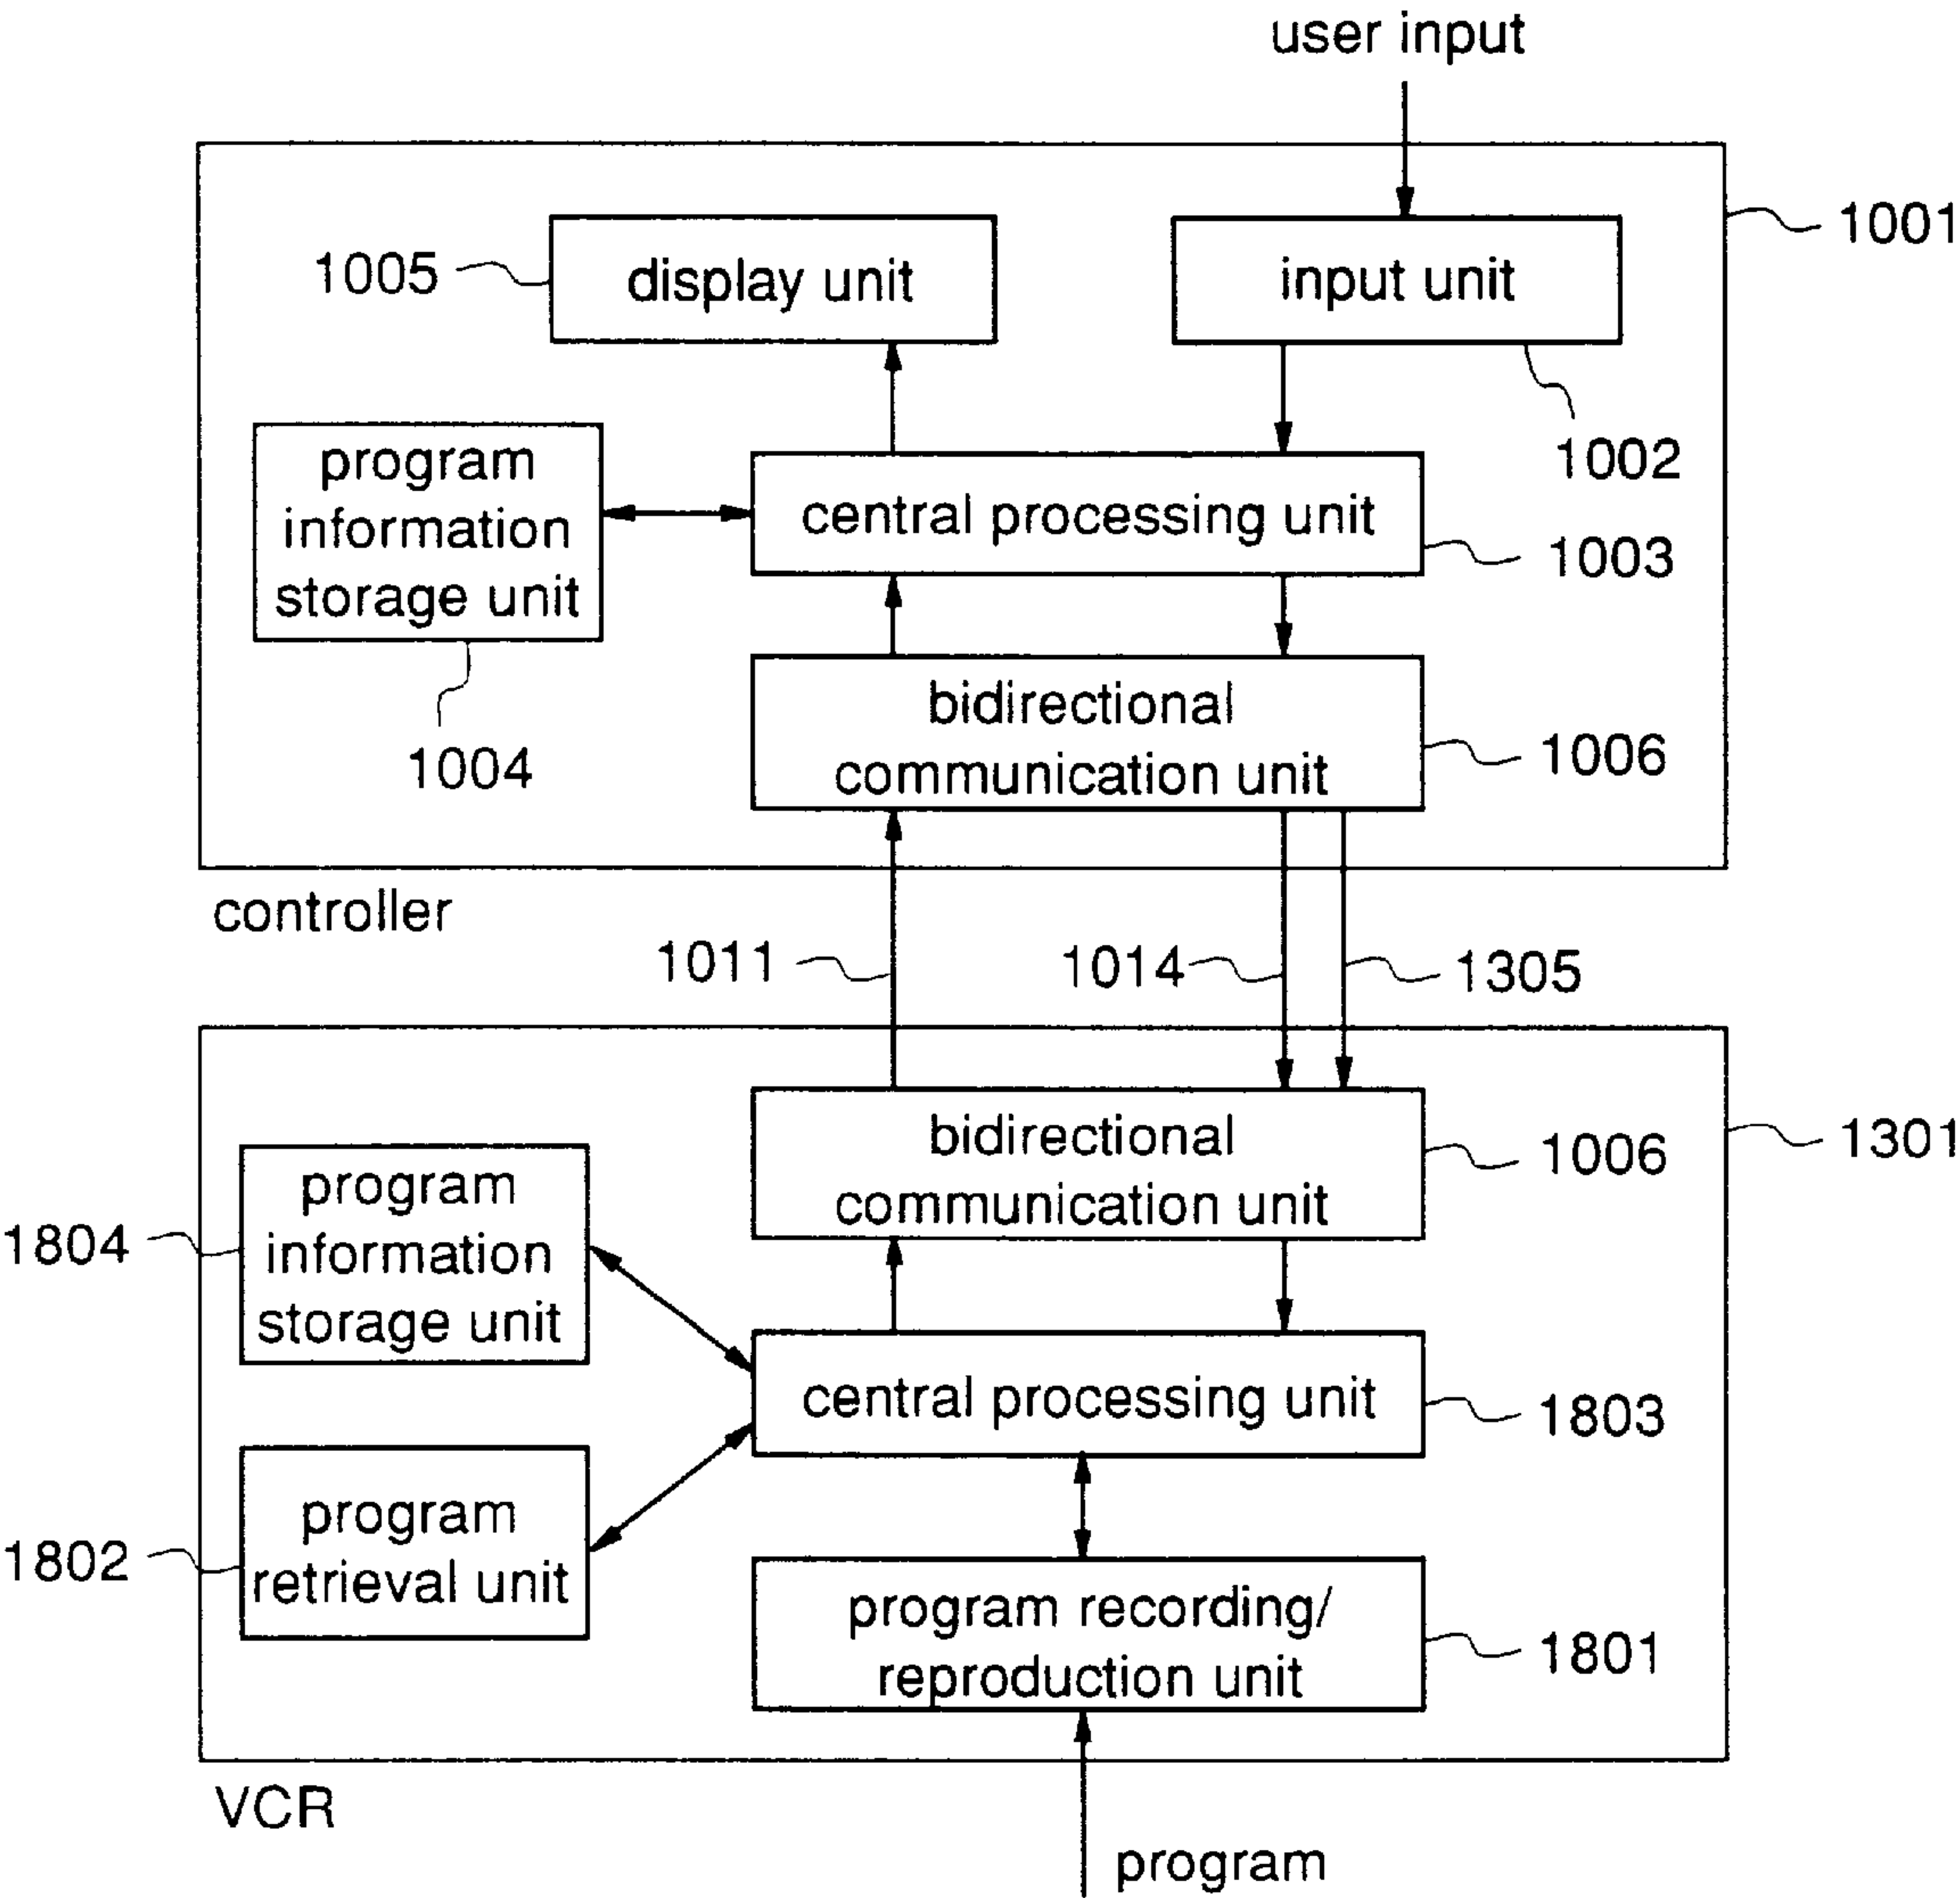 user input
1001
1005
display unit
input unit
1002
program
information
storage unit
central processing unit
1003
1004
bidirectional
communication unit
1006
controller
1011
1014
1305
bidirectional
communication unit
1006
1301
1804
program
information
storage unit
central processing unit
1803
1802
program
retrieval unit
program recording/
reproduction unit
1801
VCR
program